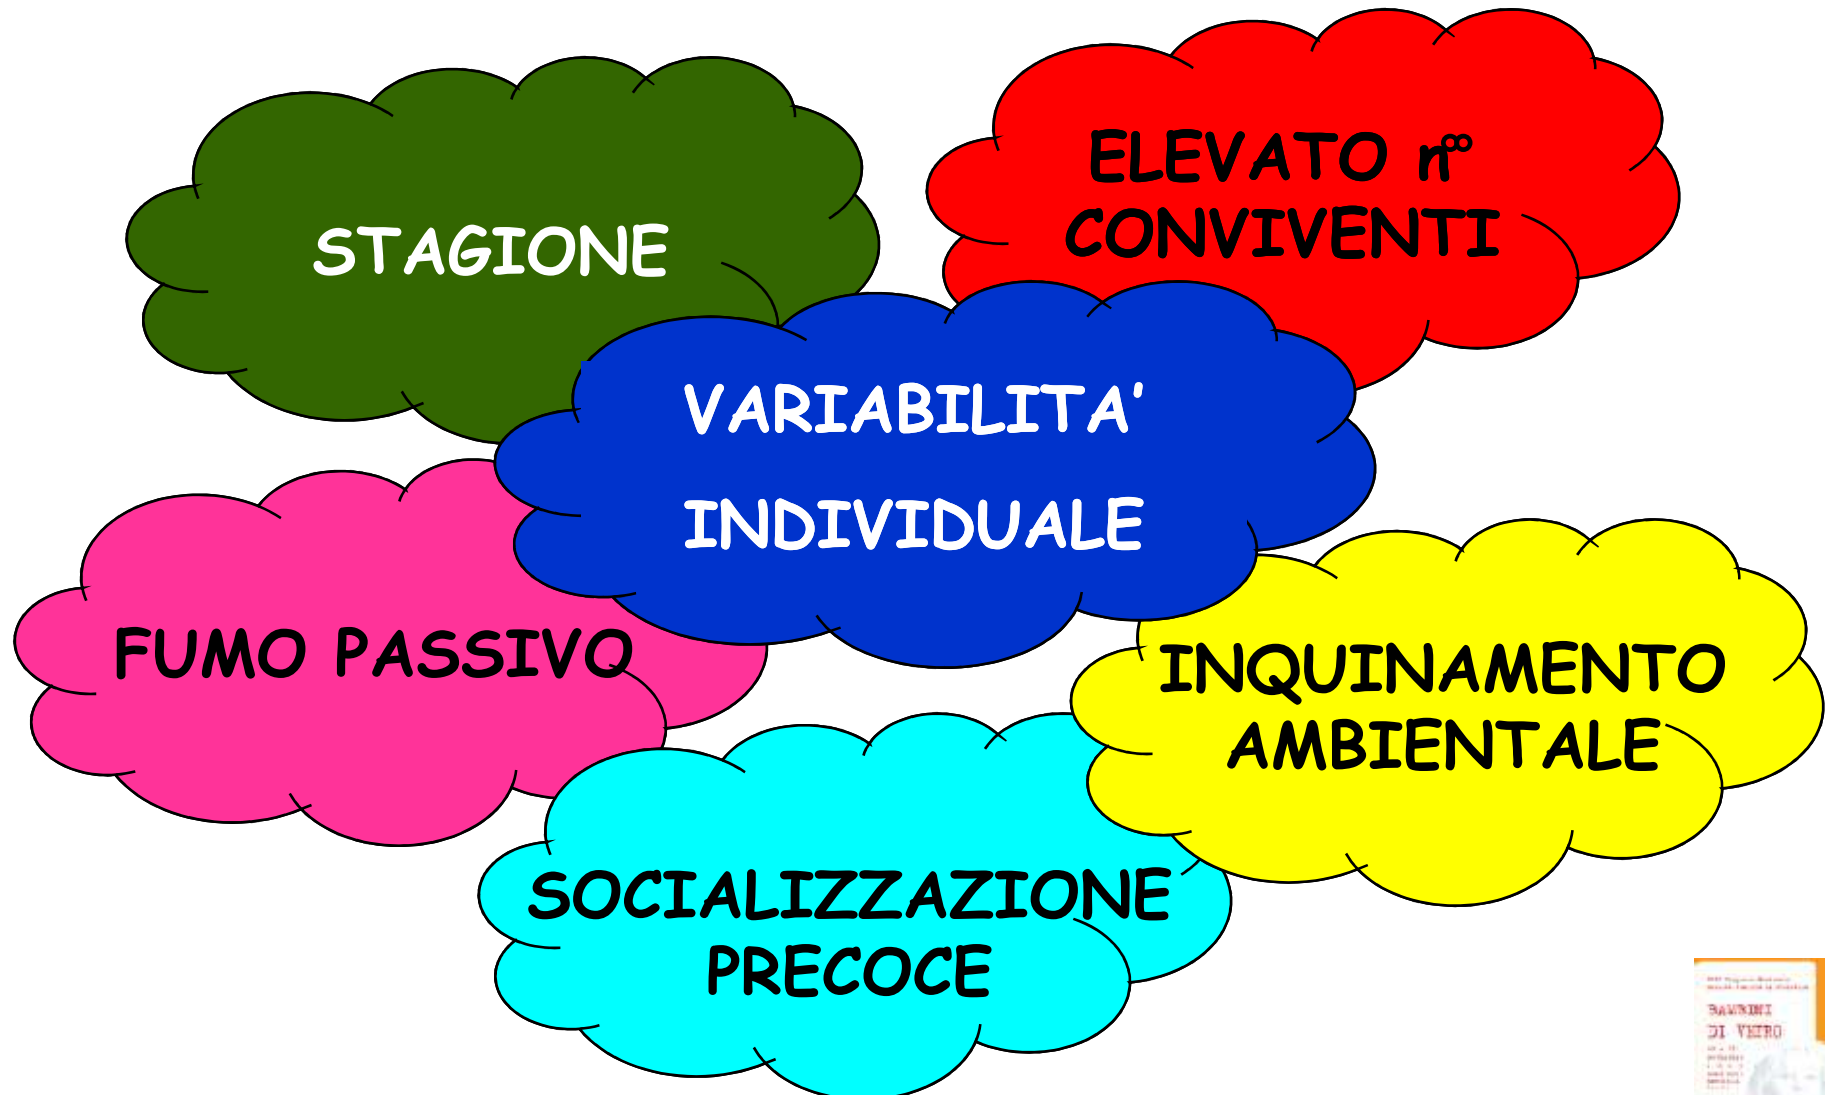 STAGIONE
ELEVATO n°°
CONVIVENTI
VARIABILITA'
INDIVIDUALE
FUMO PASSIVO
INQUINAMENTO
AMBIENTALE
SOCIALIZZAZIONE
PRECOCE
BAMBINI
DI VETRO